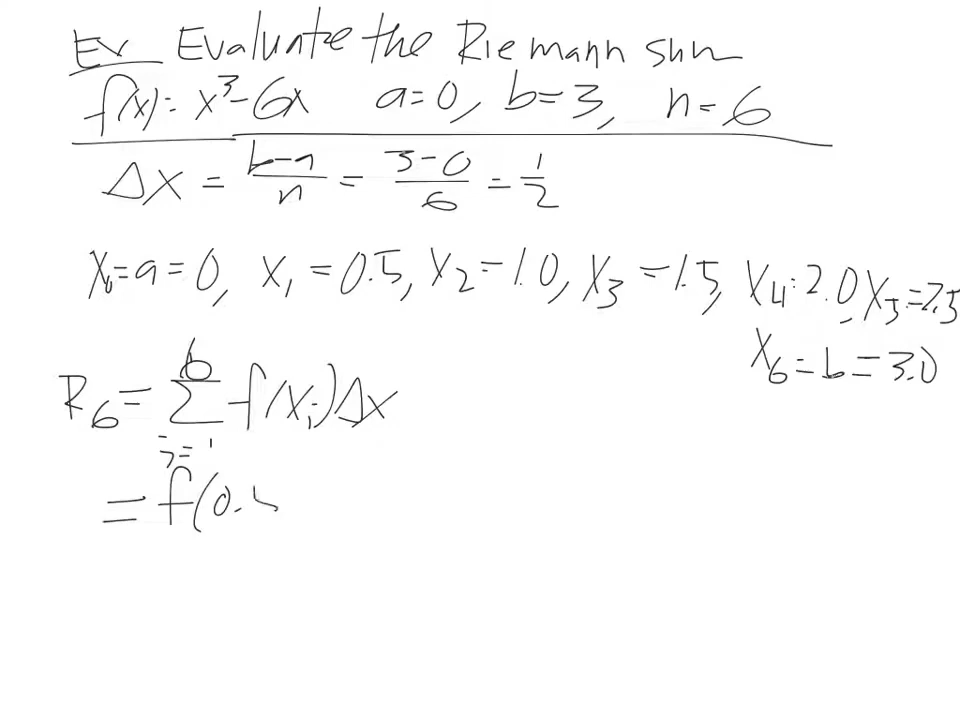 Ex Evaluate the Riemann sum
f(x)= x³-6x a=0, b=3, n=6
Δx = b-a/n = 3-0/6 = 1/2
x₀=a=0, x₁=0.5, x₂=1.0, x₃=1.5, x₄=2.0, x₅=2.5
x₆=b=3.0
R₆= 6∑i=1 f(xᵢ)Δx
= f(0.5